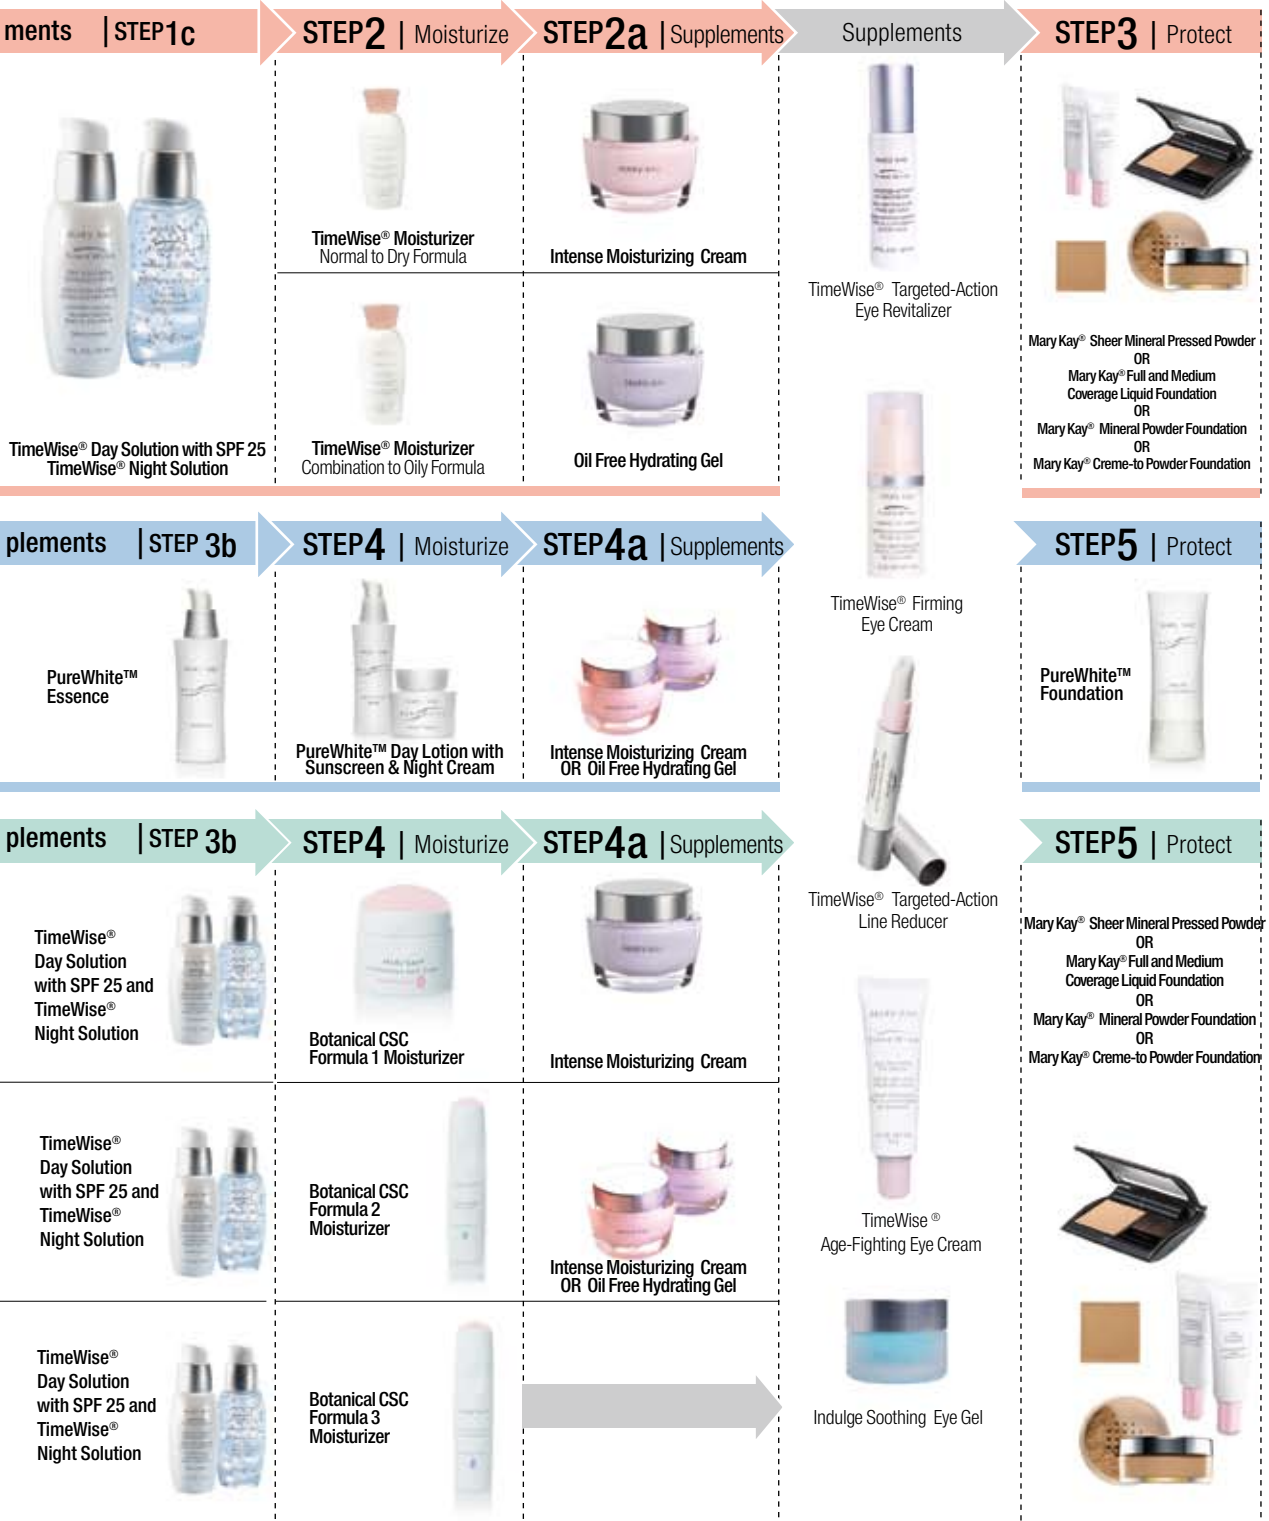 ments | STEP1c
STEP2 | Moisturize
STEP2a | Supplements
Supplements
STEP3 | Protect
TimeWise® Day Solution with SPF 25
TimeWise® Night Solution
TimeWise® Moisturizer
Normal to Dry Formula
TimeWise® Moisturizer
Combination to Oily Formula
Intense Moisturizing Cream
Oil Free Hydrating Gel
TimeWise® Targeted-Action
Eye Revitalizer
Mary Kay® Sheer Mineral Pressed Powder
OR
Mary Kay® Full and Medium
Coverage Liquid Foundation
OR
Mary Kay® Mineral Powder Foundation
OR
Mary Kay® Creme-to Powder Foundation
plements | STEP 3b
STEP4 | Moisturize
STEP4a | Supplements
STEP5 | Protect
PureWhite™
Essence
PureWhite™ Day Lotion with
Sunscreen & Night Cream
Intense Moisturizing Cream
OR Oil Free Hydrating Gel
TimeWise® Firming
Eye Cream
PureWhite™
Foundation
plements | STEP 3b
STEP4 | Moisturize
STEP4a | Supplements
STEP5 | Protect
TimeWise®
Day Solution
with SPF 25 and
TimeWise®
Night Solution
Botanical CSC
Formula 1 Moisturizer
Intense Moisturizing Cream
TimeWise® Targeted-Action
Line Reducer
Mary Kay® Sheer Mineral Pressed Powder
OR
Mary Kay® Full and Medium
Coverage Liquid Foundation
OR
Mary Kay® Mineral Powder Foundation
OR
Mary Kay® Creme-to Powder Foundation
TimeWise®
Day Solution
with SPF 25 and
TimeWise®
Night Solution
Botanical CSC
Formula 2
Moisturizer
Intense Moisturizing Cream
OR Oil Free Hydrating Gel
TimeWise ®
Age-Fighting Eye Cream
TimeWise®
Day Solution
with SPF 25 and
TimeWise®
Night Solution
Botanical CSC
Formula 3
Moisturizer
Indulge Soothing Eye Gel